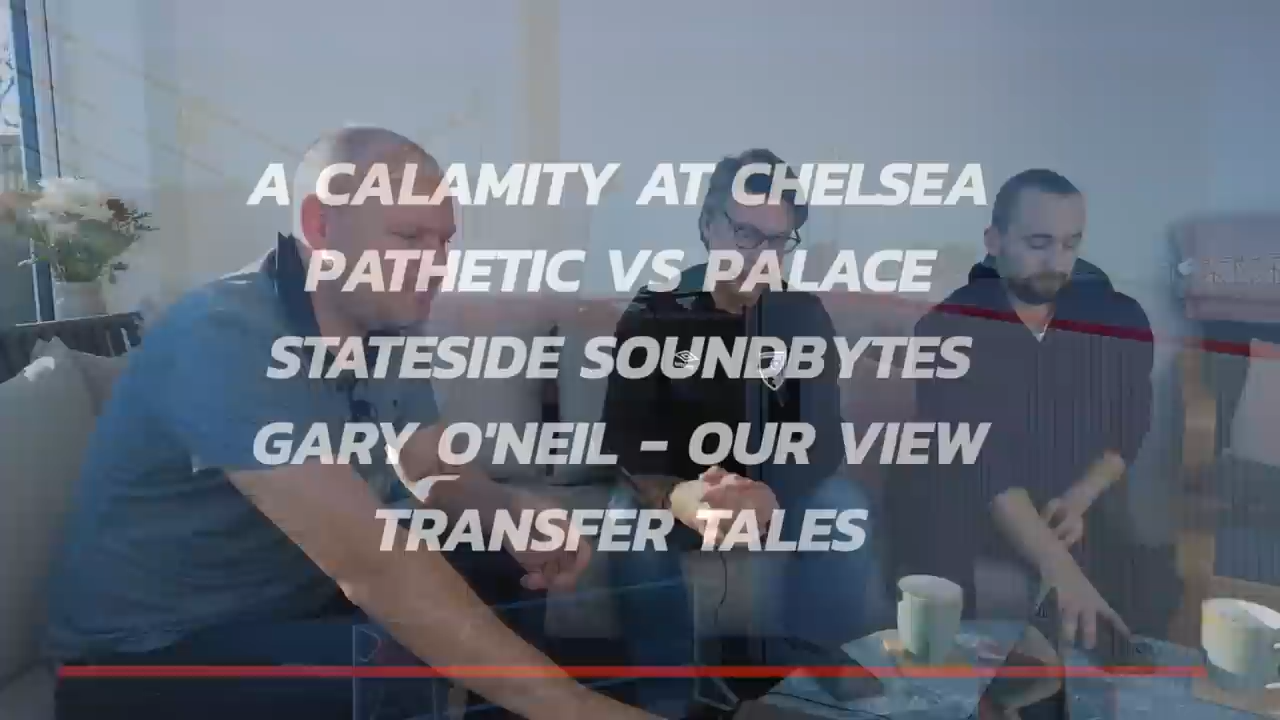 A CALAMITY AT CHELSEA
PATHETIC VS PALACE
STATESIDE SOUNDBYTES
GARY O'NEIL - OUR VIEW
TRANSFER TALES